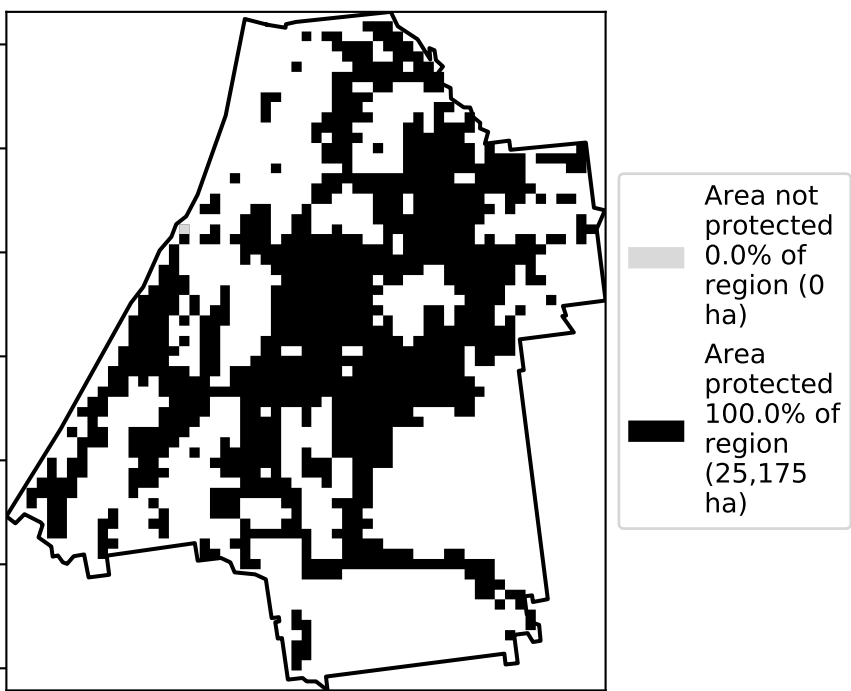 Area not
protected
0.0% of
region (0
ha)
Area
protected
100.0% of
region
(25,175
ha)